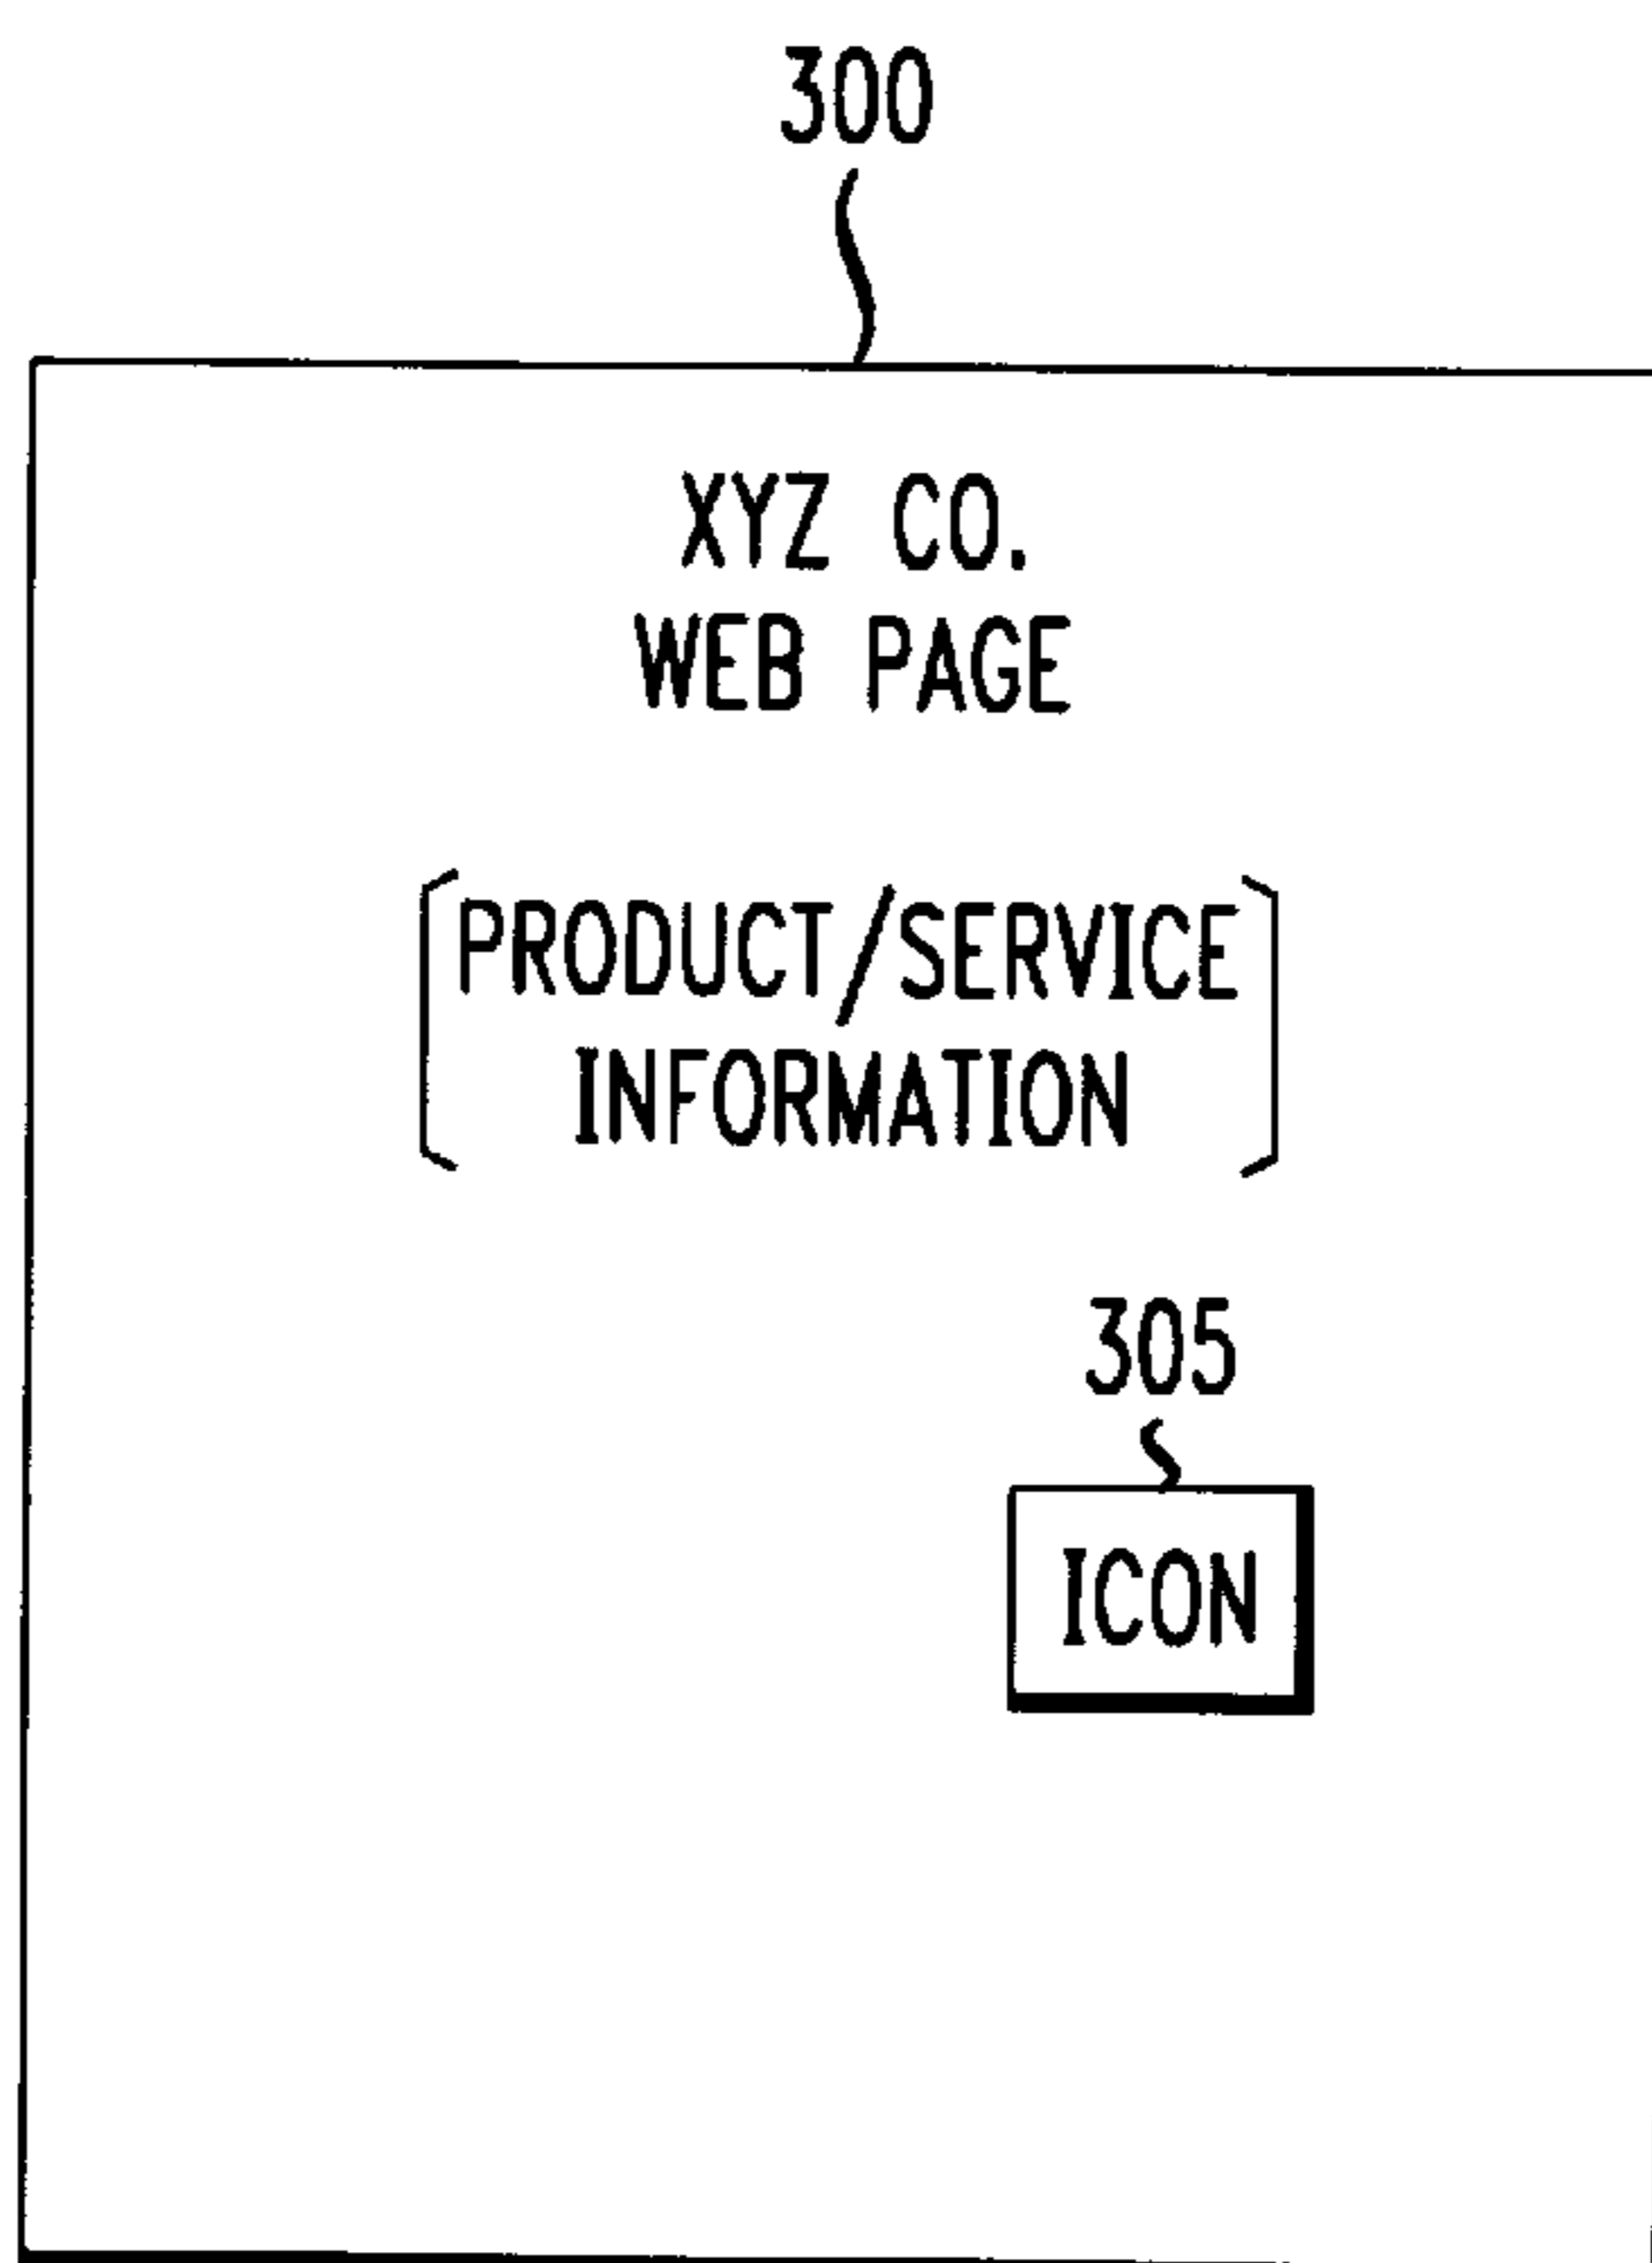 300
XYZ CO.
WEB PAGE
PRODUCT/SERVICE
INFORMATION
305
ICON